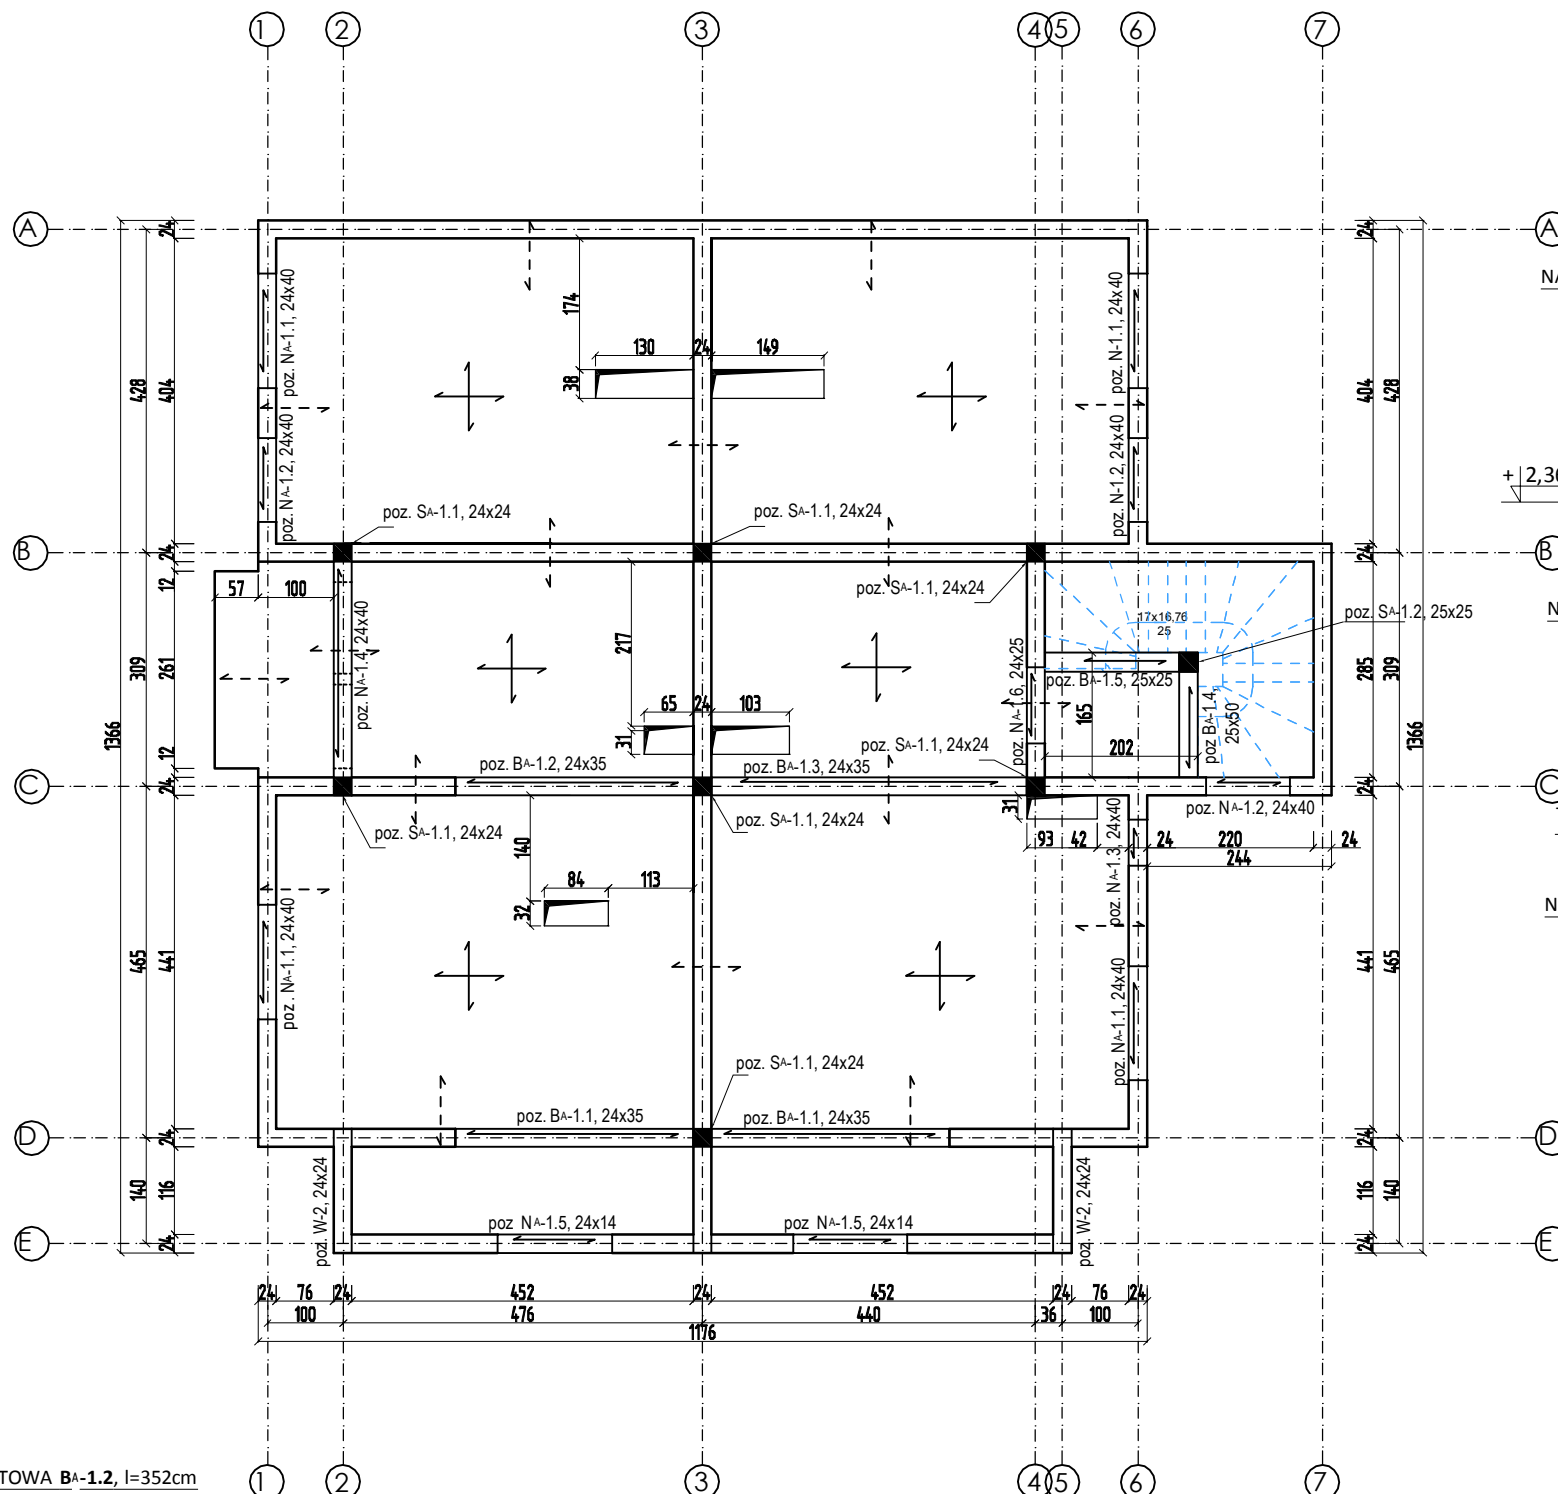 1 2 3 4 5 6 7
A A
24 24
NA
poz. NA-1.1, 24x40
poz. N-1.1, 24x40
174
130 24 149
38
428 404 404 428
poz. NA-1.2, 24x40
poz. N-1.2, 24x40
+ 2,36
poz. SA-1.1, 24x24
poz. SA-1.1, 24x24
B B
24 24
12
57 100
poz. SA-1.1, 24x24
17x16,76
25
poz. SA-1.2, 25x25
N
poz. NA-1.4, 24x40
217
309 261 285 309
poz. NA-1.6, 24x25
poz. BA-1.5, 25x25
poz BA-1.4,
25x50
165
202
65 24 103
31
1366 1366
12
poz. SA-1.1, 24x24
poz. BA-1.2, 24x35
poz. BA-1.3, 24x35
C C
24 24
31
poz. NA-1.2, 24x40
poz. SA-1.1, 24x24
poz. SA-1.1, 24x24
93 42 24 220 24
244
poz. NA-1.3, 24x40
140
84 113
32
N
465 441 441 465
poz. NA-1.1, 24x40
poz. NA-1.1, 24x40
poz. SA-1.1, 24x24
poz. BA-1.1, 24x35
poz. BA-1.1, 24x35
D D
24 24
140 116 116 140
poz. W-2, 24x24
poz. W-2, 24x24
poz NA-1.5, 24x14
poz NA-1.5, 24x14
E E
24 24
24 76 24 452 24 452 24 76 24
100 476 440 36 100
1176
TOWA BA-1.2, l=352cm
1 2 3 4 5 6 7